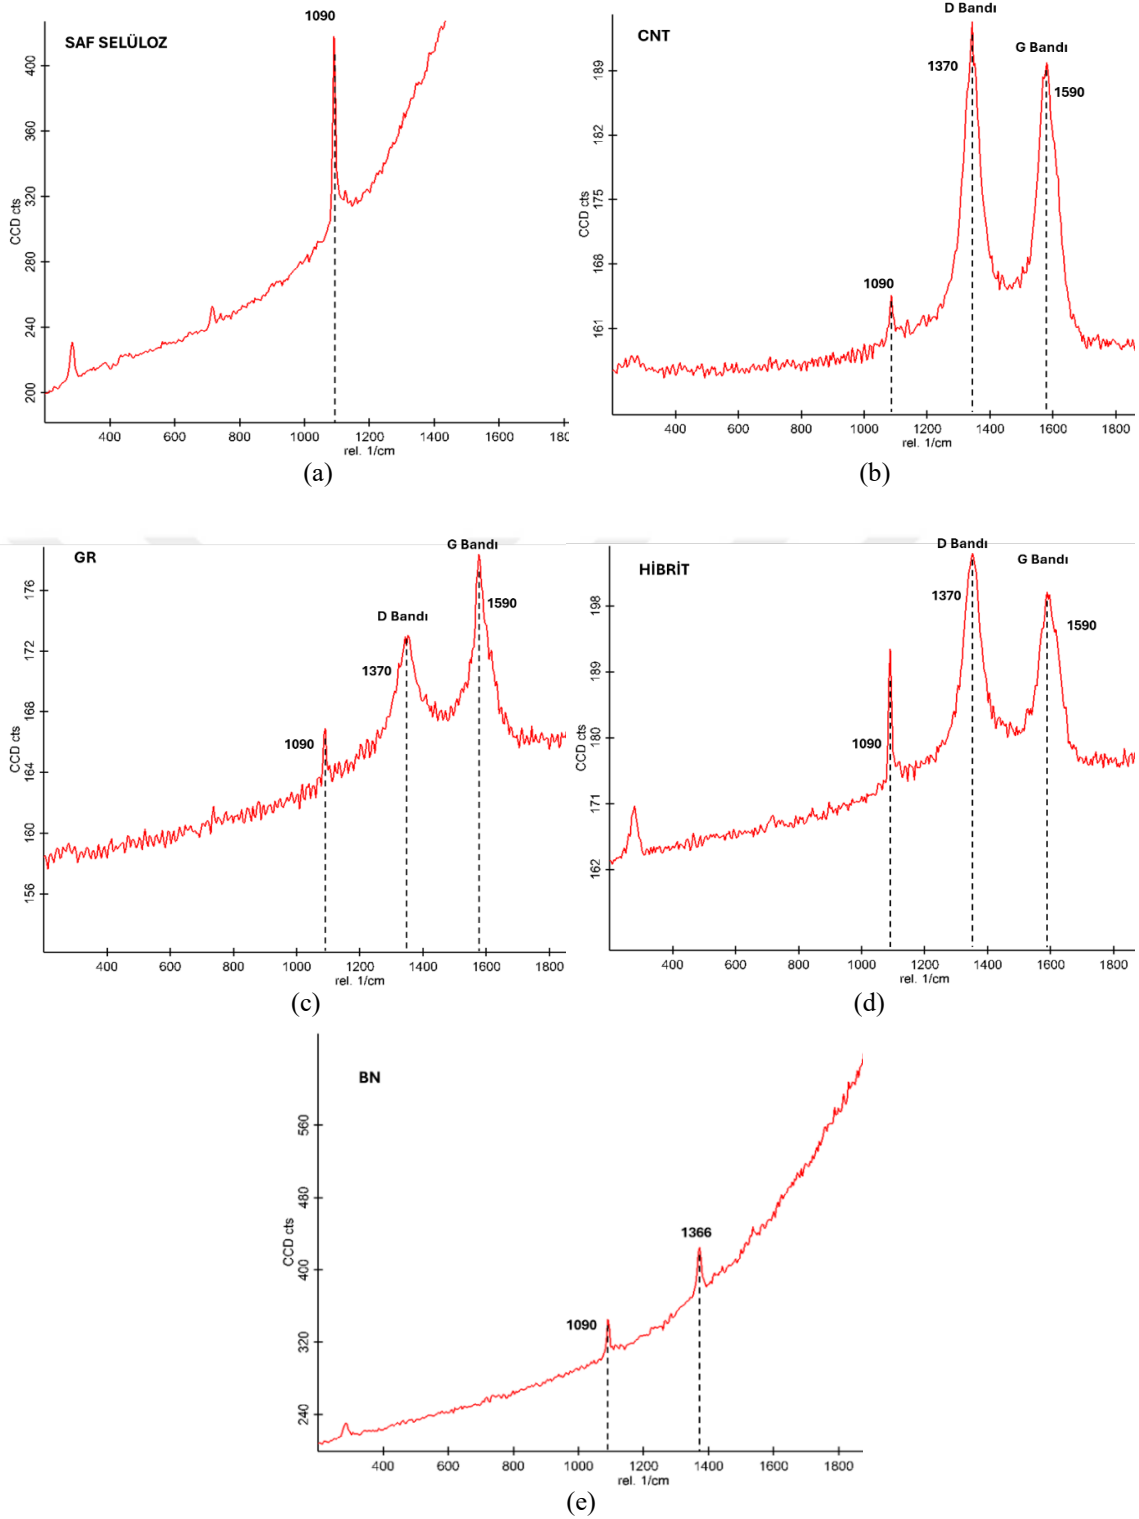 1090
SAF SELÜLOZ
CCD cts
400
360
320
280
240
200
400 600 800 1000 1200 1400 1600 18
rel. 1/cm
(a)
D Bandı
CNT
G Bandı
1370
1590
1090
CCD cts
189
182
175
168
161
400 600 800 1000 1200 1400 1600 1800
rel. 1/cm
(b)
GR
G Bandı
1590
D Bandı
1370
1090
CCD cts
176
172
168
164
160
156
400 600 800 1000 1200 1400 1600 1800
rel. 1/cm
(c)
D Bandı
HİBRİT
G Bandı
1370
1590
1090
CCD cts
198
189
180
171
162
400 600 800 1000 1200 1400 1600 1800
rel. 1/cm
(d)
BN
1366
1090
CCD cts
560
480
400
320
240
400 600 800 1000 1200 1400 1600 1800
rel. 1/cm
(e)